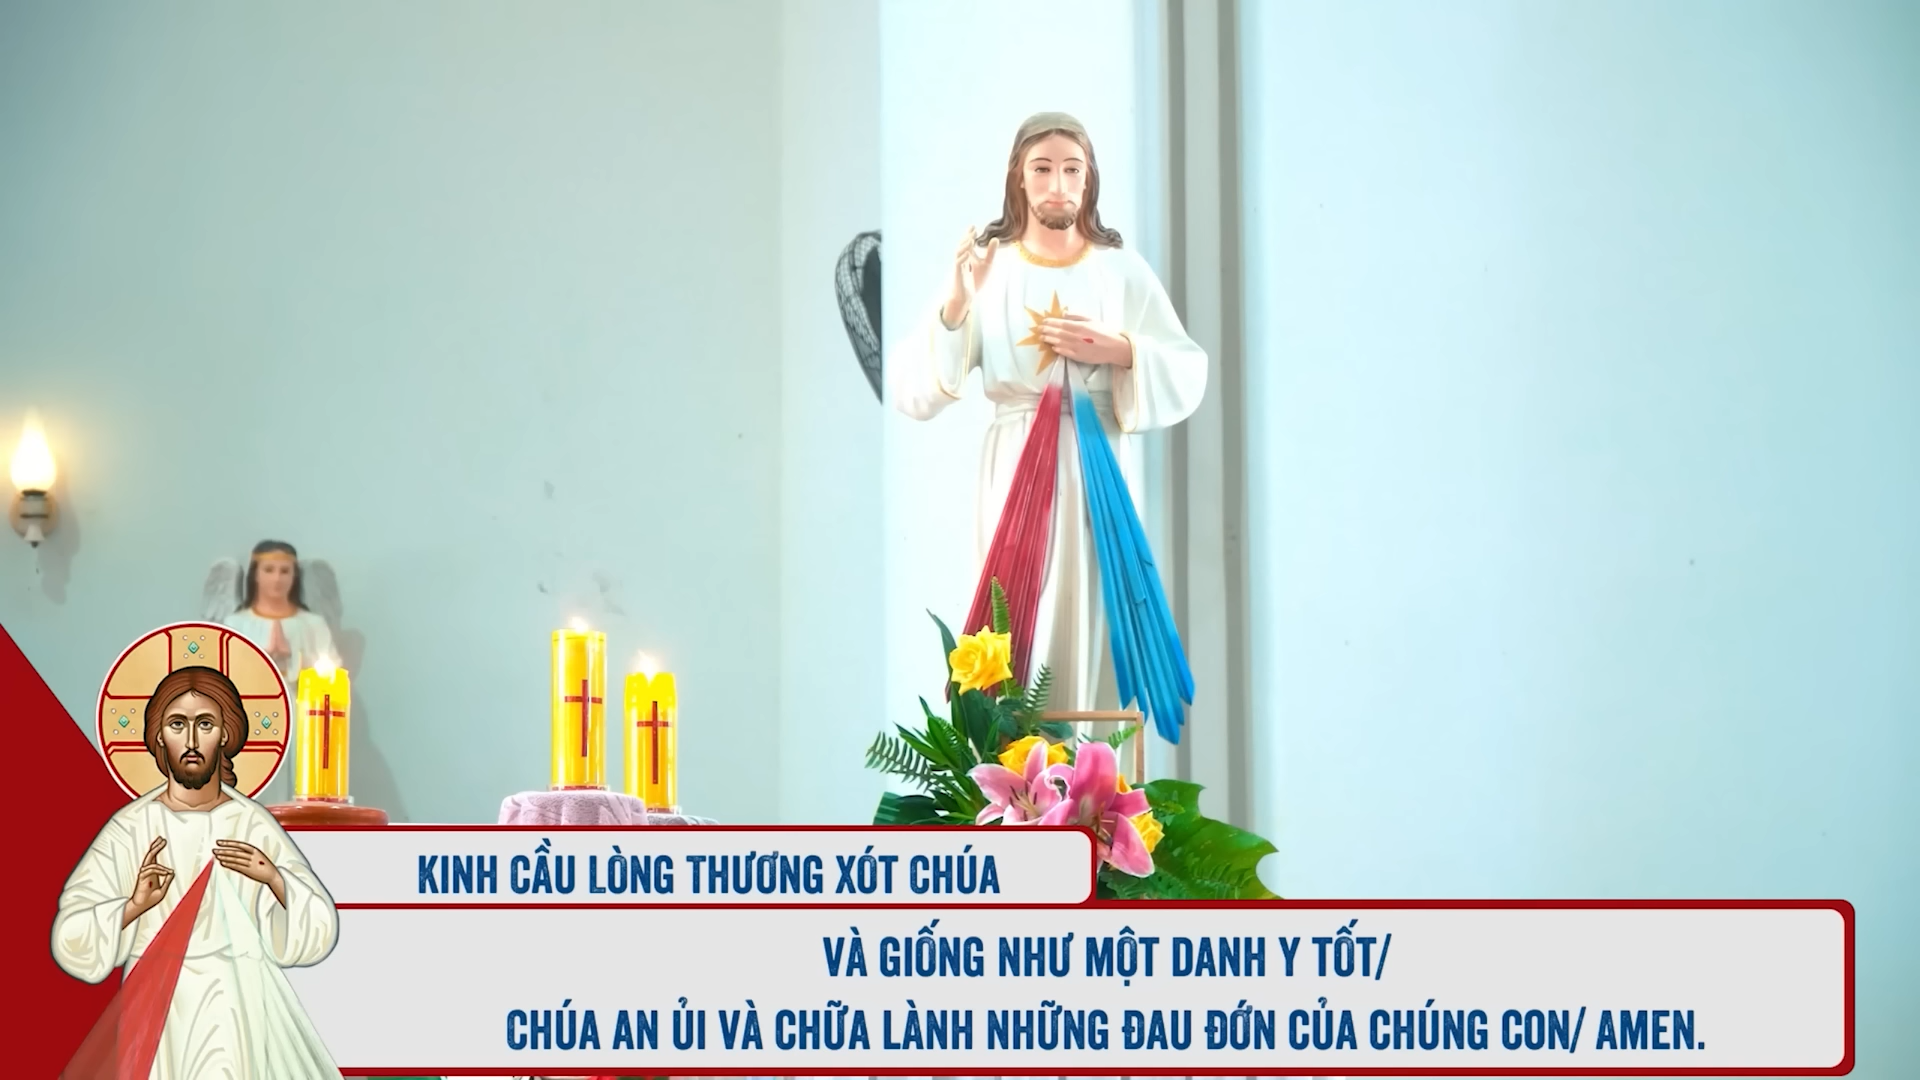 KINH CẦU LÒNG THƯƠNG XÓT CHÚA
VÀ GIỐNG NHƯ MỘT DANH Y TỐT/
CHÚA AN ỦI VÀ CHỮA LÀNH NHỮNG ĐAU ĐỚN CỦA CHÚNG CON/ AMEN.